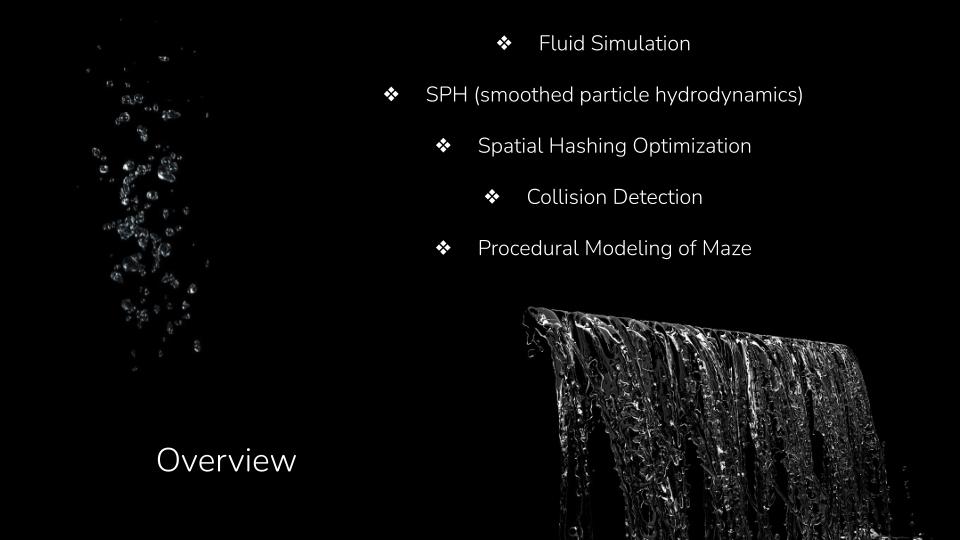 ❖ Fluid Simulation
❖ SPH (smoothed particle hydrodynamics)
❖ Spatial Hashing Optimization
❖ Collision Detection
❖ Procedural Modeling of Maze
Overview